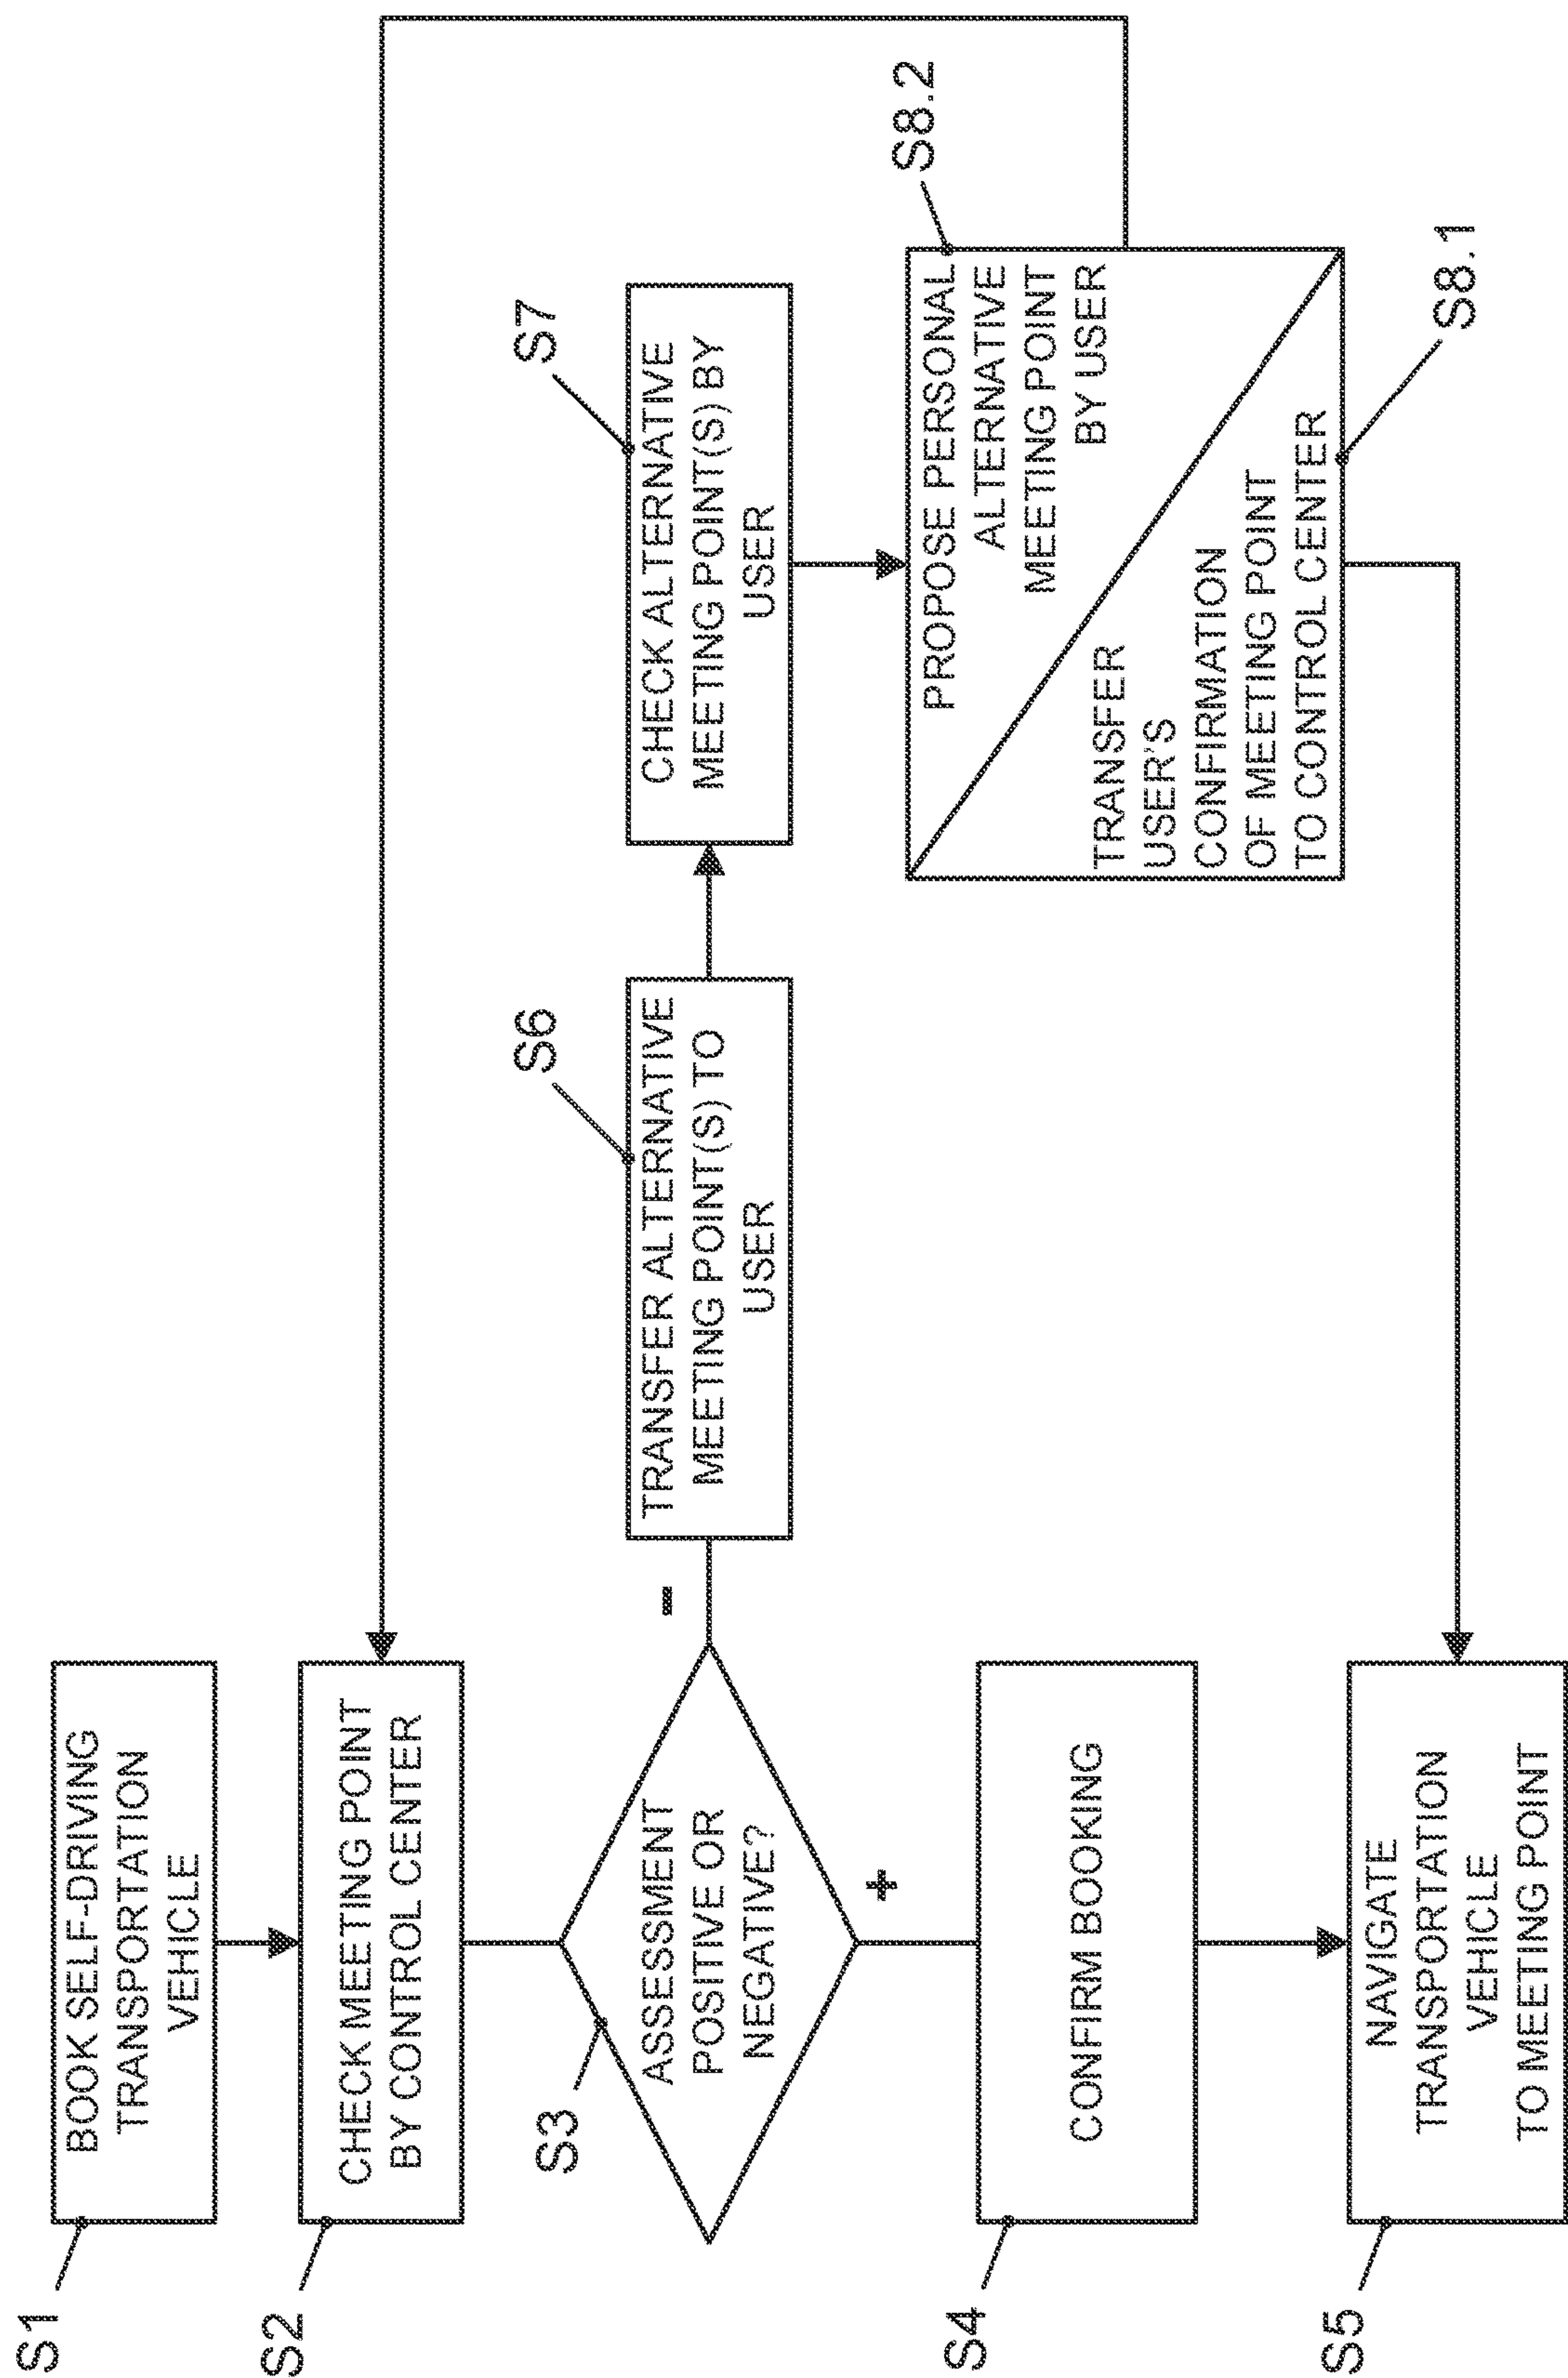 S1
BOOK SELF-DRIVING
TRANSPORTATION
VEHICLE
S2
CHECK MEETING POINT
BY CONTROL CENTER
S3
ASSESSMENT
POSITIVE OR
NEGATIVE?
-
+
S4
CONFIRM BOOKING
S5
NAVIGATE
TRANSPORTATION
VEHICLE
TO MEETING POINT
S6
TRANSFER ALTERNATIVE
MEETING POINT(S) TO
USER
S7
CHECK ALTERNATIVE
MEETING POINT(S) BY
USER
S8.2
PROPOSE PERSONAL
ALTERNATIVE
MEETING POINT
BY USER
TRANSFER
USER'S
CONFIRMATION
OF MEETING POINT
TO CONTROL CENTER
S8.1